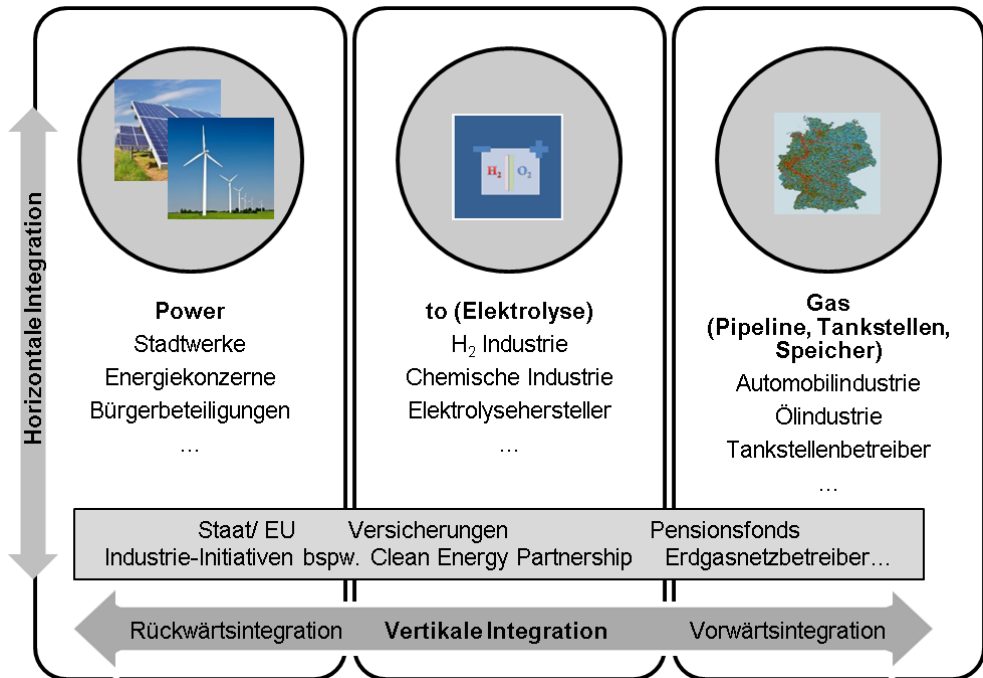 Horizontale Integration
H₂
O₂
Power
Stadtwerke
Energiekonzerne
Bürgerbeteiligungen
…
to (Elektrolyse)
H₂ Industrie
Chemische Industrie
Elektrolysehersteller
…
Gas
(Pipeline, Tankstellen,
Speicher)
Automobilindustrie
Ölindustrie
Tankstellenbetreiber
…
Staat/ EU Versicherungen Pensionsfonds
Industrie-Initiativen bspw. Clean Energy Partnership Erdgasnetzbetreiber…
Rückwärtsintegration Vertikale Integration Vorwärtsintegration